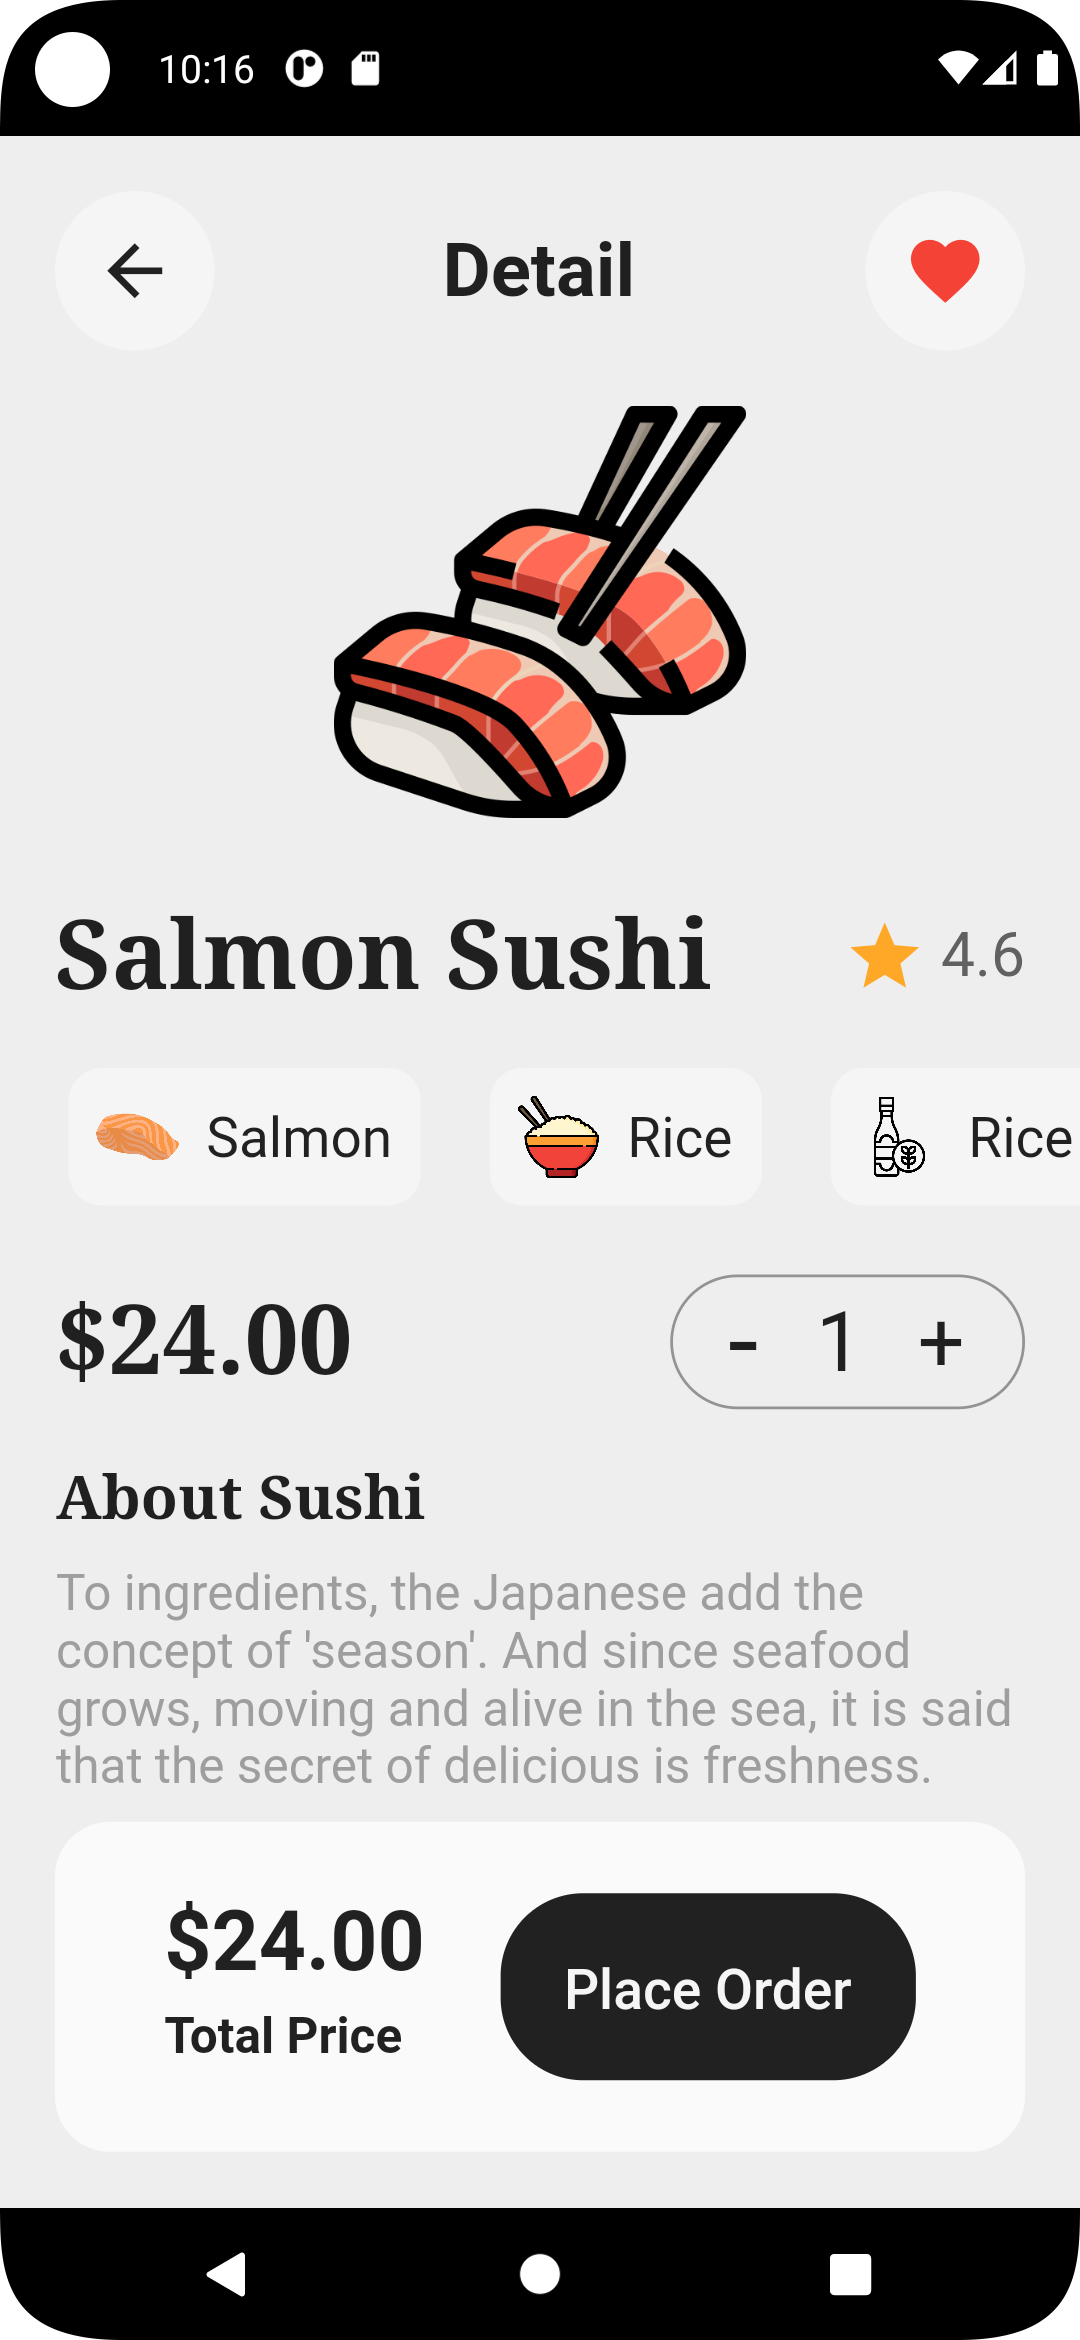 10:16
Detail
Salmon Sushi
4.6
Salmon
Rice
Rice
$24.00
- 1 +
About Sushi
To ingredients, the Japanese add the
concept of 'season'. And since seafood
grows, moving and alive in the sea, it is said
that the secret of delicious is freshness.
$24.00
Total Price
Place Order